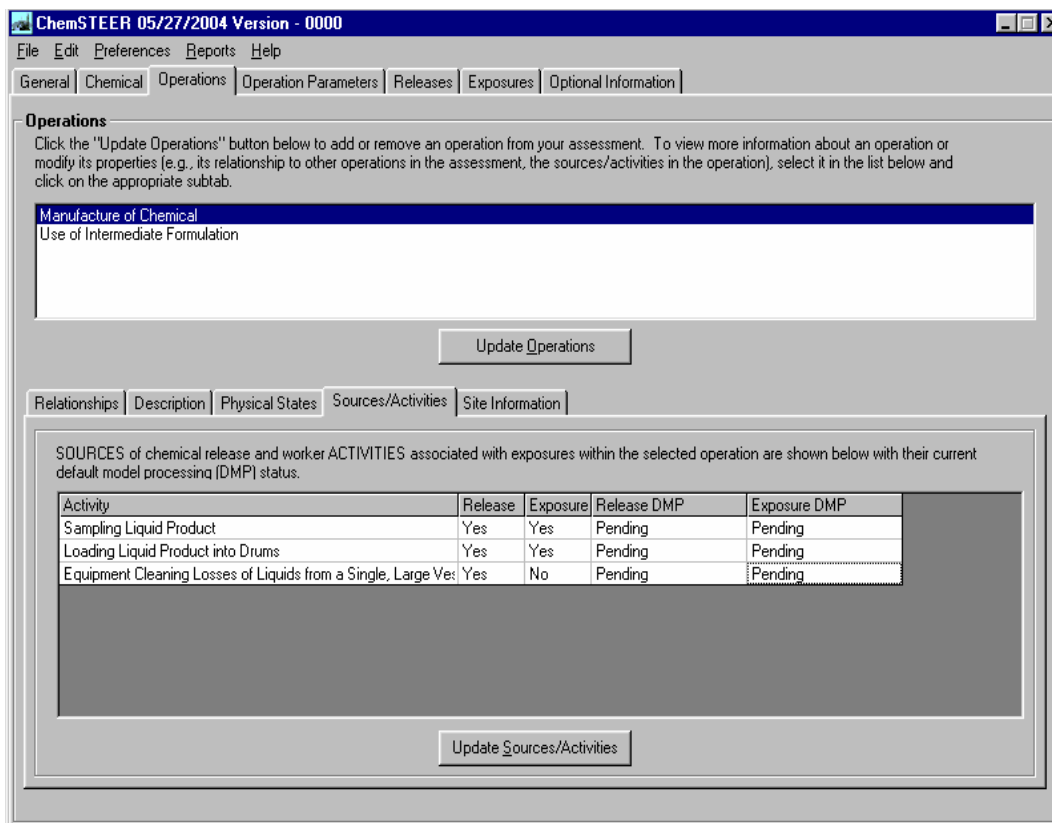 ChemSTEER 05/27/2004 Version - 0000
File Edit Preferences Reports Help
General Chemical Operations Operation Parameters Releases Exposures Optional Information
Operations
Click the "Update Operations" button below to add or remove an operation from your assessment. To view more information about an operation or
modify its properties (e.g., its relationship to other operations in the assessment, the sources/activities in the operation), select it in the list below and
click on the appropriate subtab.
Manufacture of Chemical
Use of Intermediate Formulation
Update Operations
Relationships Description Physical States Sources/Activities Site Information
SOURCES of chemical release and worker ACTIVITIES associated with exposures within the selected operation are shown below with their current
default model processing (DMP) status.
Activity Release Exposure Release DMP Exposure DMP
Sampling Liquid Product Yes Yes Pending Pending
Loading Liquid Product into Drums Yes Yes Pending Pending
Equipment Cleaning Losses of Liquids from a Single, Large Ves Yes No Pending Pending
Update Sources/Activities